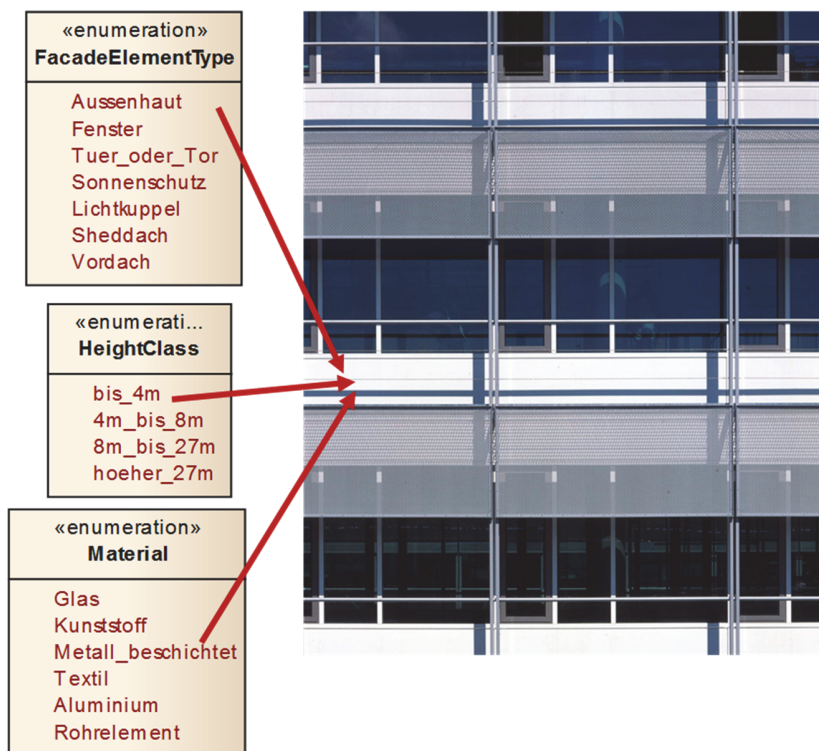 «enumeration»
FacadeElementType
Aussenhaut
Fenster
Tuer_oder_Tor
Sonnenschutz
Lichtkuppel
Sheddach
Vordach
«enumerati...
HeightClass
bis_4m
4m_bis_8m
8m_bis_27m
hoeher_27m
«enumeration»
Material
Glas
Kunststoff
Metall_beschichtet
Textil
Aluminium
Rohrelement